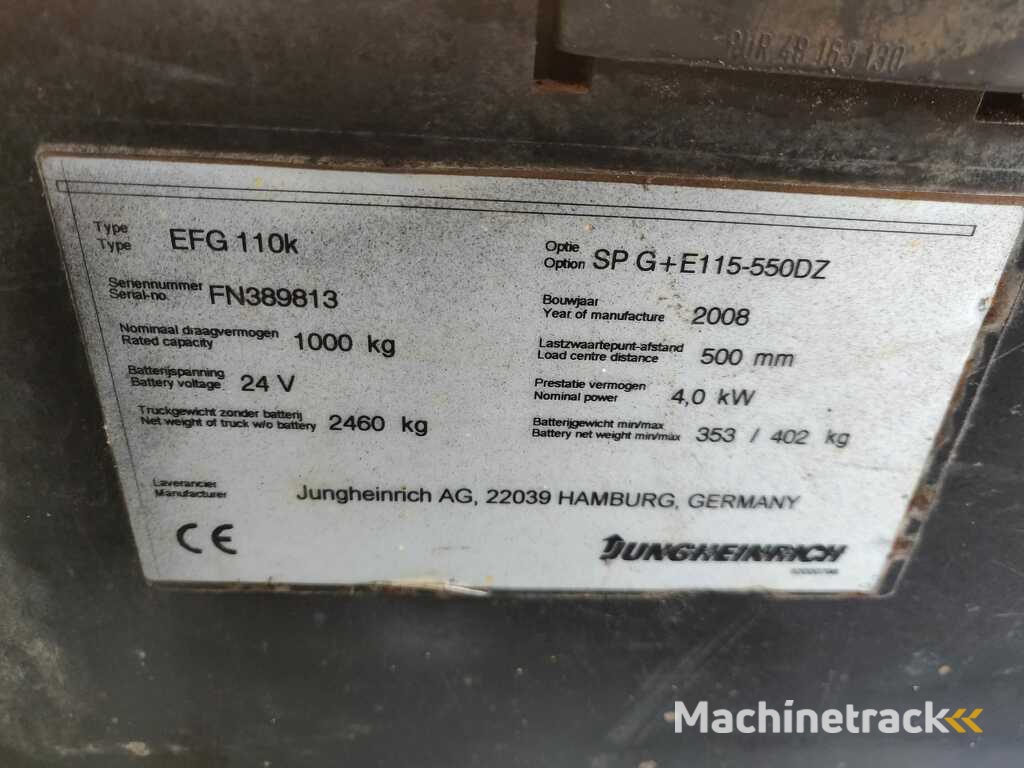 Type
Type EFG 110k
Optie
Option SP G+E115-550DZ
Seriennummer
Serial-no. FN389813
Bouwjaar
Year of manufacture 2008
Nominaal draagvermogen
Rated capacity 1000 kg
Lastzwaartepunt-afstand
Load centre distance 500 mm
Batterijspanning
Battery voltage 24 V
Prestatie vermogen
Nominal power 4,0 kW
Truckgewicht zonder batterij
Net weight of truck w/o battery 2460 kg
Batterijgewicht min/max
Battery net weight min/max 353 / 402 kg
Laverancier
Manufacturer Jungheinrich AG, 22039 HAMBURG, GERMANY
CE
JUNGHEINRICH
Machinetrack